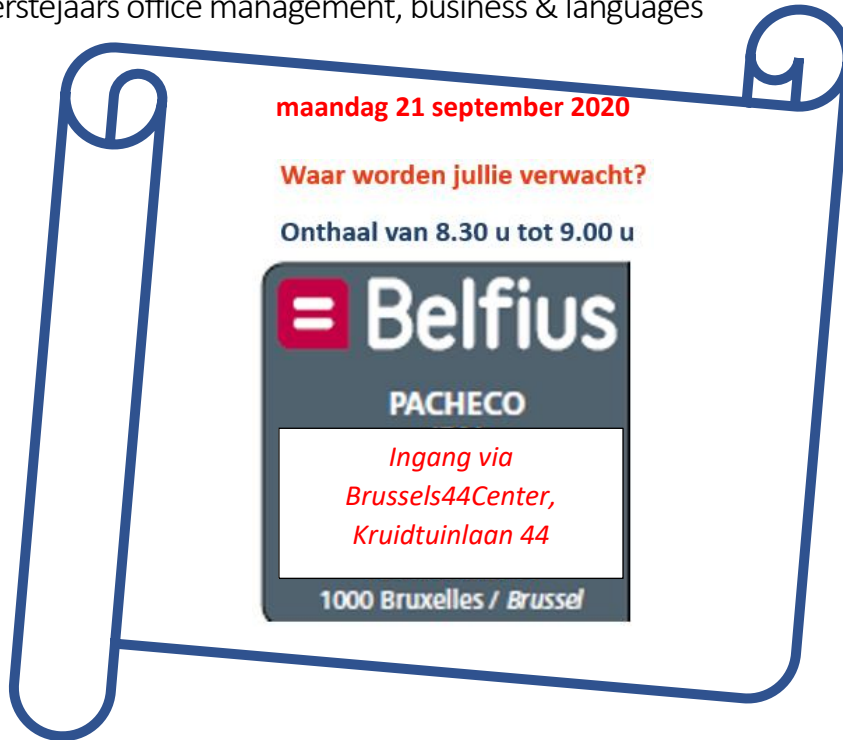 erstejaars office management, business & languages
maandag 21 september 2020
Waar worden jullie verwacht?
Onthaal van 8.30 u tot 9.00 u
Belfius
PACHECO
Ingang via
Brussels44Center,
Kruidtuinlaan 44
1000 Bruxelles / Brussel